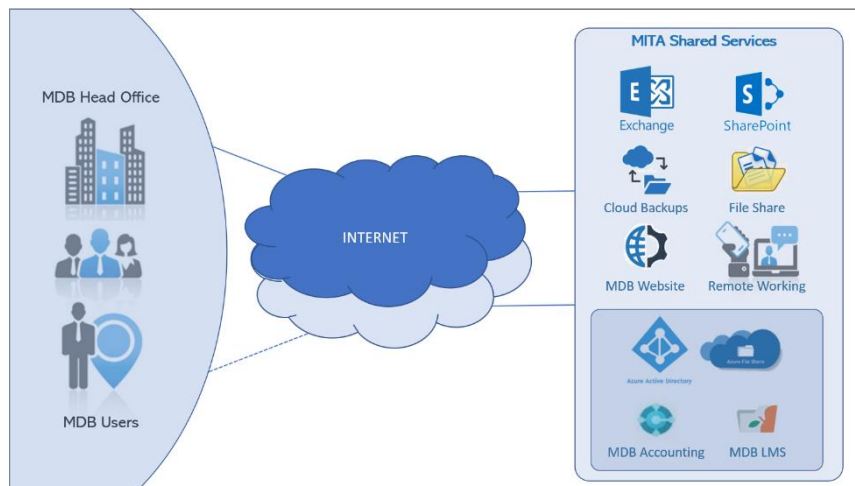 MITA Shared Services
MDB Head Office
E
Exchange
S
SharePoint
INTERNET
Cloud Backups
File Share
MDB Website
Remote Working
MDB Users
Azure Active Directory
Azure File Share
MDB Accounting
MDB LMS